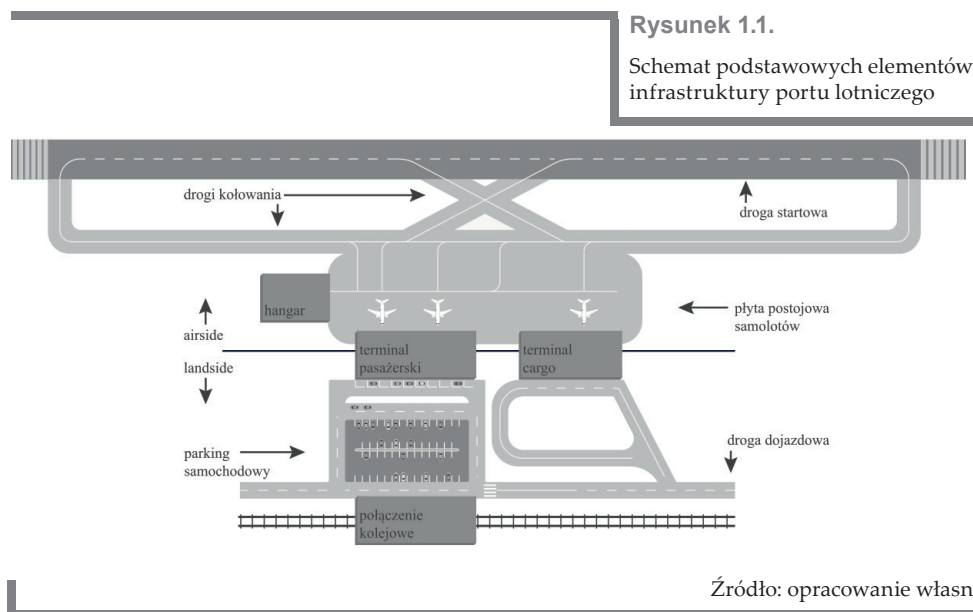 Rysunek 1.1.
Schemat podstawowych elementów
infrastruktury portu lotniczego
drogi kołowania
droga startowa
hangar
płyta postojowa
samolotów
airside
landside
terminal
pasażerski
terminal
cargo
droga dojazdowa
parking
samochodowy
połączenie
kolejowe
Źródło: opracowanie własn